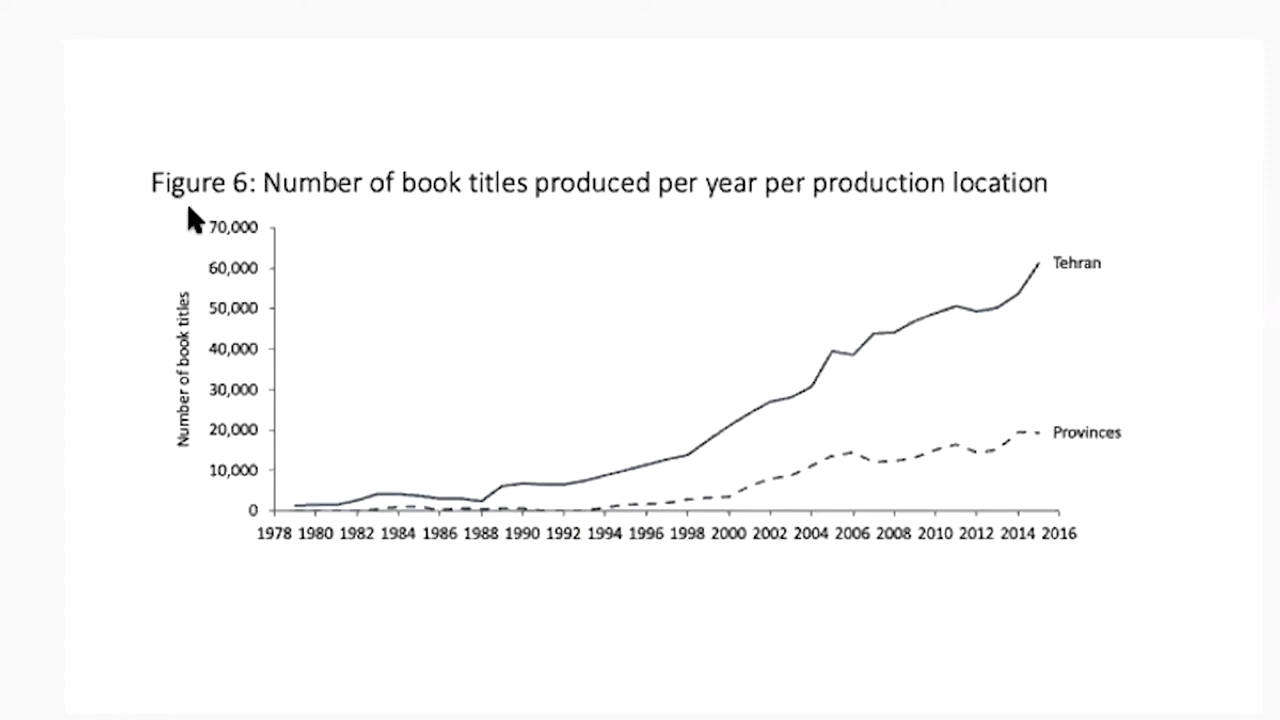 Figure 6: Number of book titles produced per year per production location
70,000
60,000
50,000
40,000
30,000
20,000
10,000
0
Number of book titles
Tehran
Provinces
1978 1980 1982 1984 1986 1988 1990 1992 1994 1996 1998 2000 2002 2004 2006 2008 2010 2012 2014 2016